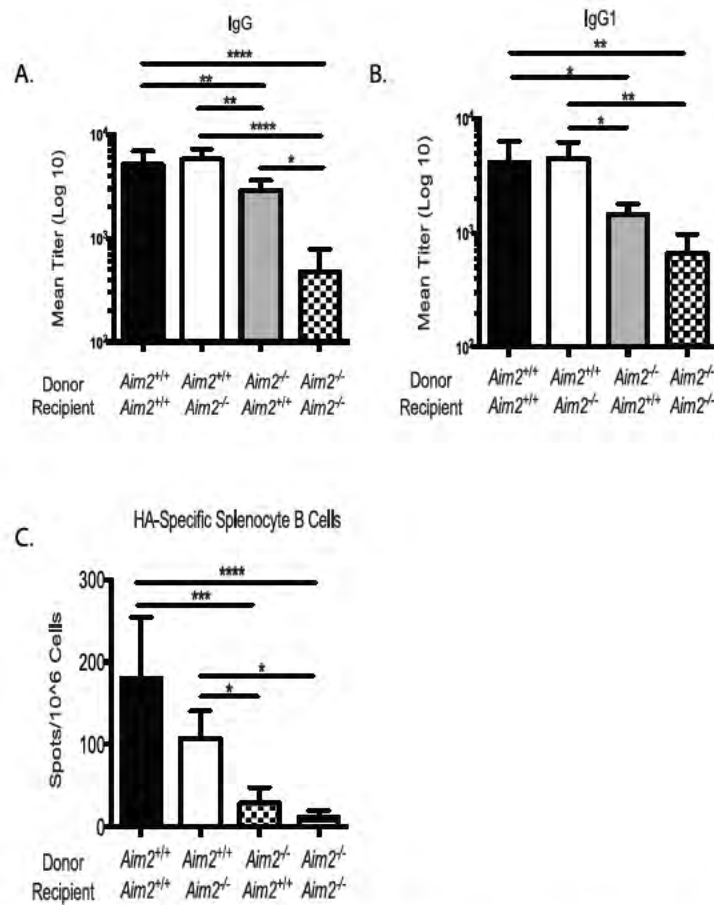 IgG
A.
****
**
**
****
*
10⁴
10³
10²
Mean Titer (Log 10)
Donor Aim2+/+ Aim2+/+ Aim2-/- Aim2-/-
Recipient Aim2+/+ Aim2-/- Aim2+/+ Aim2-/-
IgG1
B.
**
*
**
*
10⁴
10³
10²
Mean Titer (Log 10)
Donor Aim2+/+ Aim2+/+ Aim2-/- Aim2-/-
Recipient Aim2+/+ Aim2-/- Aim2+/+ Aim2-/-
HA-Specific Splenocyte B Cells
C.
****
***
*
*
300
200
100
0
Spots/10^6 Cells
Donor Aim2+/+ Aim2+/+ Aim2-/- Aim2-/-
Recipient Aim2+/+ Aim2-/- Aim2+/+ Aim2-/-